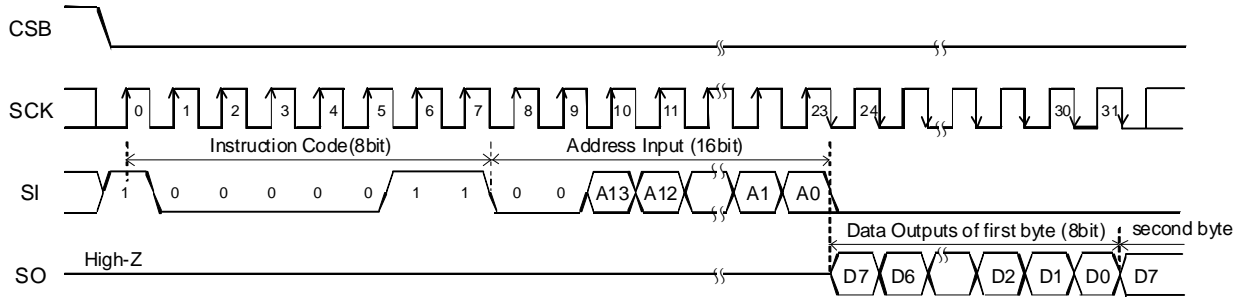 CSB
SCK 0 1 2 3 4 5 6 7 8 9 10 11 23 24 30 31
Instruction Code(8bit) Address Input (16bit)
SI 1 0 0 0 0 0 1 1 0 0 A13 A12 A1 A0
Data Outputs of first byte (8bit) second byte
High-Z
SO D7 D6 D2 D1 D0 D7